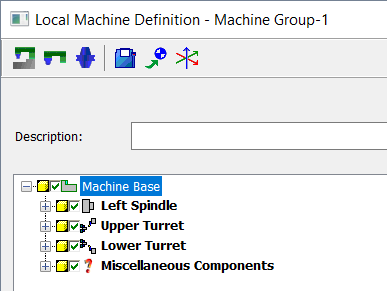 Local Machine Definition - Machine Group-1
Description:
Machine Base
Left Spindle
Upper Turret
Lower Turret
Miscellaneous Components